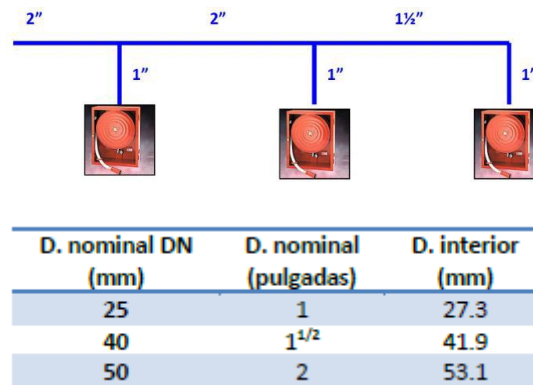 2” 2” 1½”
1” 1” 1”
D. nominal DN (mm) D. nominal (pulgadas) D. interior (mm)
25 1 27.3
40 1^1/2 41.9
50 2 53.1